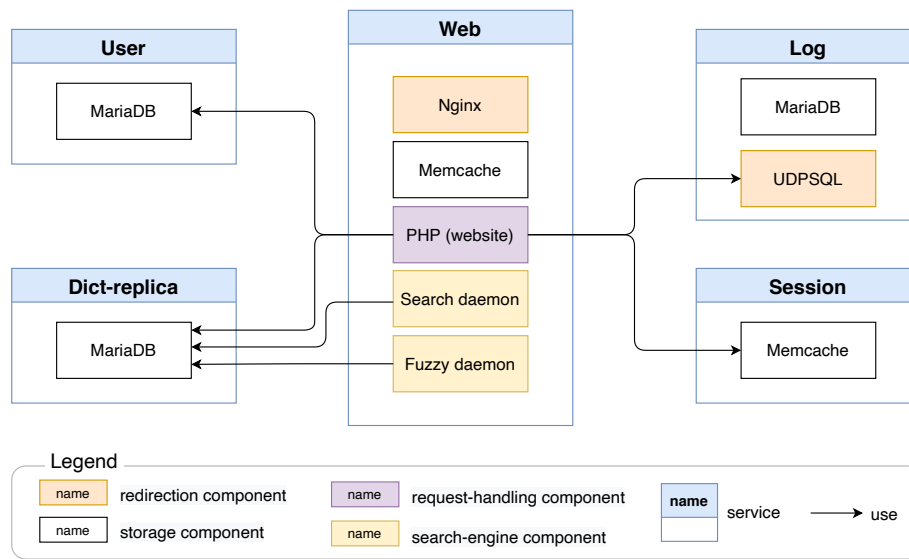 User
MariaDB
Dict-replica
MariaDB
Web
Nginx
Memcache
PHP (website)
Search daemon
Fuzzy daemon
Log
MariaDB
UDPSQL
Session
Memcache
Legend
name redirection component
name storage component
name request-handling component
name search-engine component
name service
use